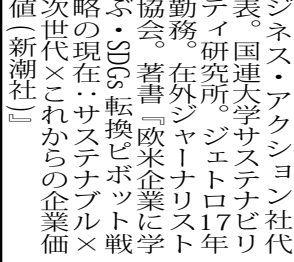 ジネス・アクション社代
表。国連大学サステナビリ
ティ研究所。ジェトロ17年
勤務。在外ジャーナリスト
協会。著書『欧米企業に学
ぶ・SDGs転換ピボット戦
略の現在：サステナブル×
次世代×これからの企業価
値(新潮社)』